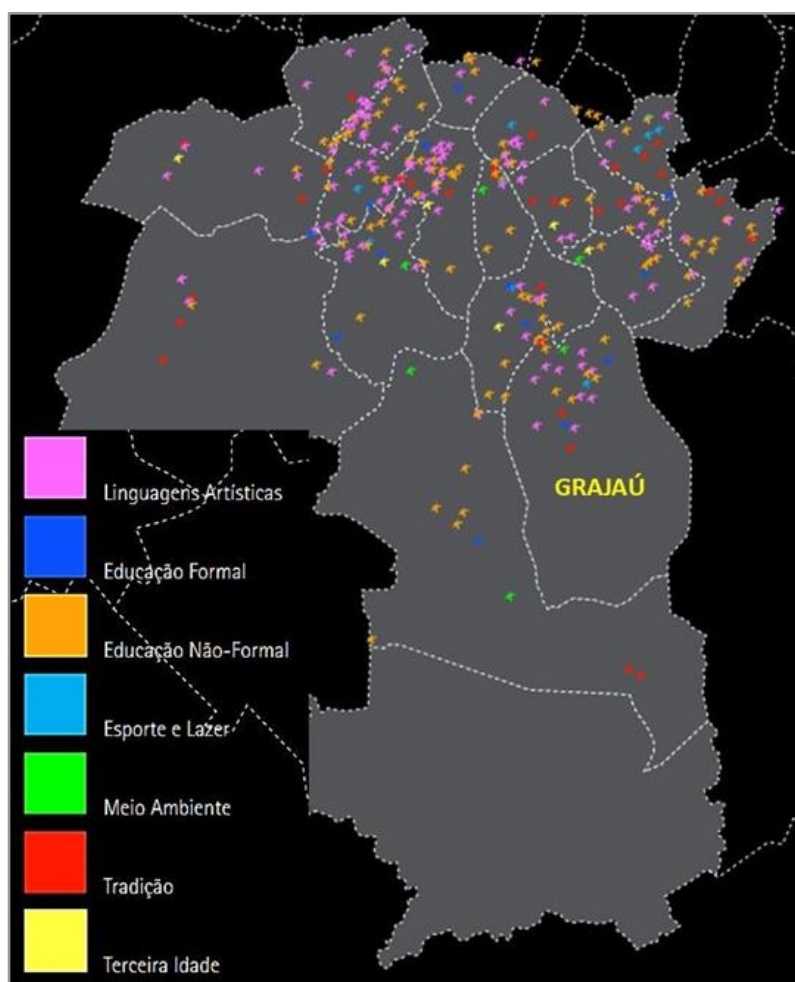 GRAJAÚ
Linguagens Artísticas
Educação Formal
Educação Não-Formal
Esporte e Lazer
Meio Ambiente
Tradição
Terceira Idade